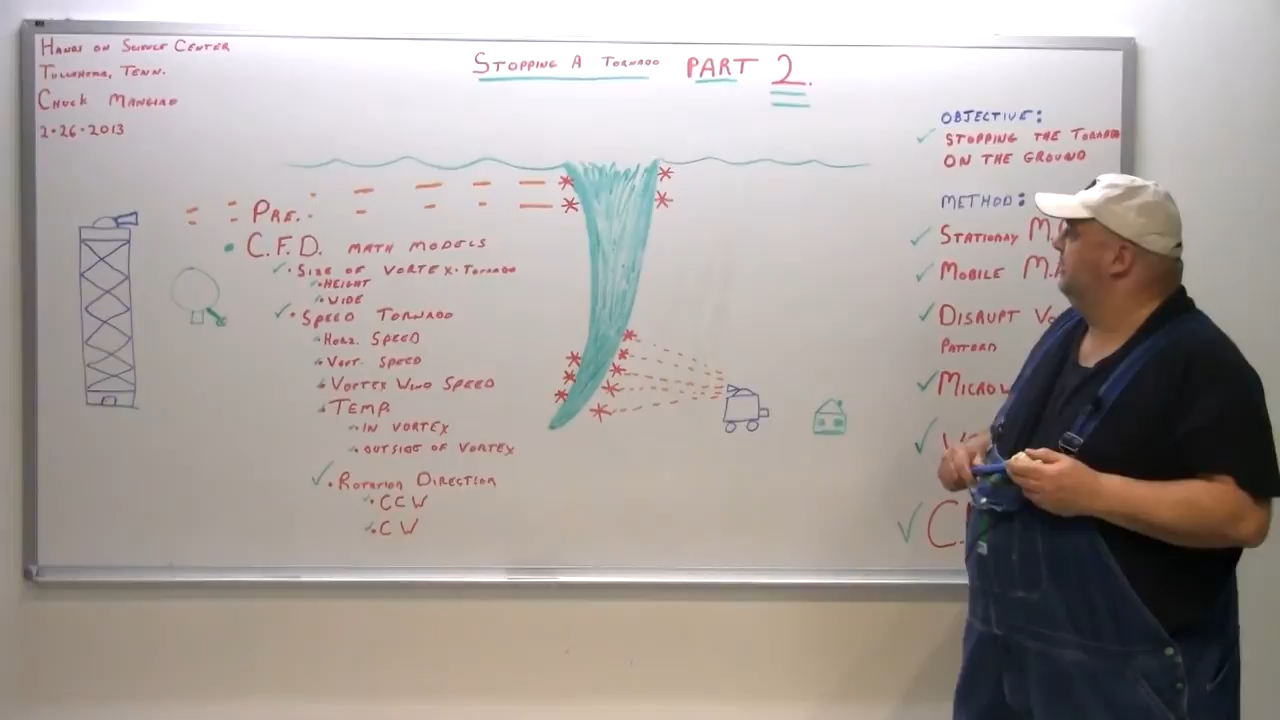 Hands on Science Center
Tullahoma, Tenn.
Chuck
2-26-2013
Stopping A Tornado PART 2.
OBJECTIVE:
STOPPING THE TORNADO
ON THE GROUND
METHOD:
STATIONARY M.
MOBILE M.
DISRUPT
PATTERN
MICROW
C.
PRE.
C.F.D. MATH MODELS
SIZE OF VORTEX-TORNADO
HEIGHT
WIDE
SPEED TORNADO
HORZ. SPEED
VERT. SPEED
VORTEX WIND SPEED
TEMP.
IN VORTEX
OUTSIDE OF VORTEX
ROTATION DIRECTION
CCW
CW